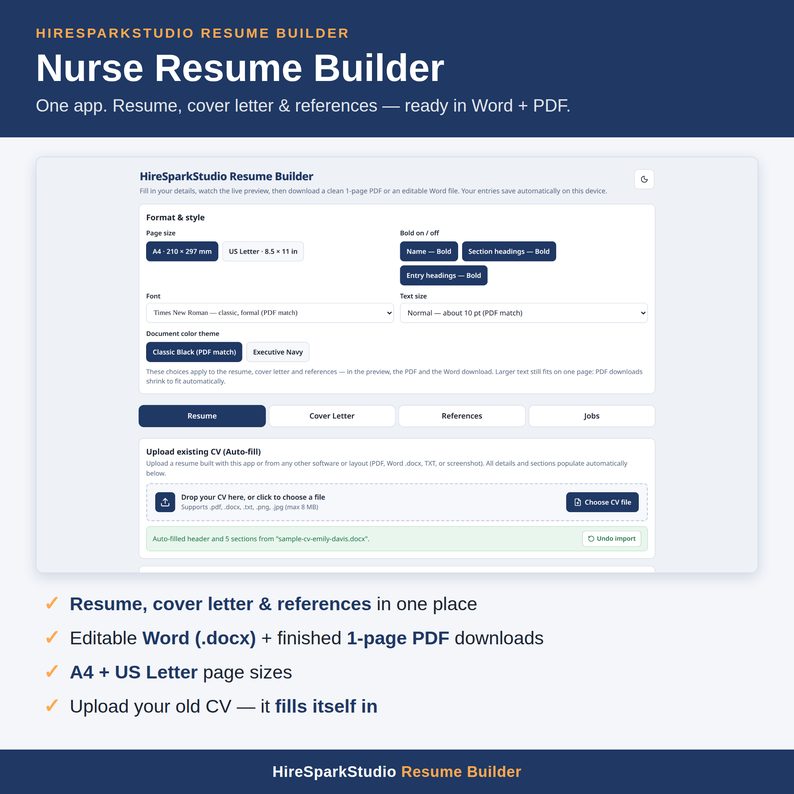 HIRESPARKSTUDIO RESUME BUILDER
Nurse Resume Builder
One app. Resume, cover letter & references — ready in Word + PDF.
HireSparkStudio Resume Builder
Fill in your details, watch the live preview, then download a clean 1-page PDF or an editable Word file. Your entries save automatically on this device.
Format & style
Page size
A4 · 210 × 297 mm
US Letter · 8.5 × 11 in
Bold on / off
Name — Bold
Section headings — Bold
Entry headings — Bold
Font
Times New Roman — classic, formal (PDF match)
Text size
Normal — about 10 pt (PDF match)
Document color theme
Classic Black (PDF match)
Executive Navy
These choices apply to the resume, cover letter and references — in the preview, the PDF and the Word download. Larger text still fits on one page: PDF downloads
shrink to fit automatically.
Resume
Cover Letter
References
Jobs
Upload existing CV (Auto-fill)
Upload a resume built with this app or from any other software or layout (PDF, Word .docx, TXT, or screenshot). All details and sections populate automatically
below.
Drop your CV here, or click to choose a file
Supports .pdf, .docx, .txt, .png, .jpg (max 8 MB)
Choose CV file
Auto-filled header and 5 sections from "sample-cv-emily-davis.docx".
Undo import
✓ Resume, cover letter & references in one place
✓ Editable Word (.docx) + finished 1-page PDF downloads
✓ A4 + US Letter page sizes
✓ Upload your old CV — it fills itself in
HireSparkStudio Resume Builder